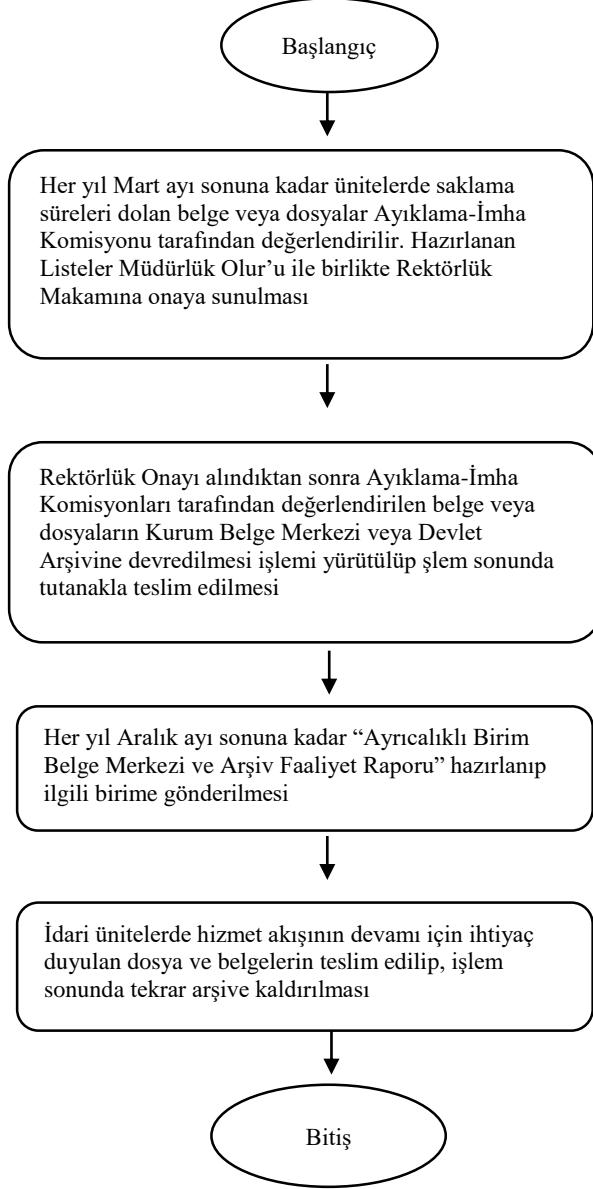 Başlangıç
Her yıl Mart ayı sonuna kadar ünitelerde saklama
süreleri dolan belge veya dosyalar Ayıklama-İmha
Komisyonu tarafından değerlendirilir. Hazırlanan
Listeler Müdürlük Olur’u ile birlikte Rektörlük
Makamına onaya sunulması
Rektörlük Onayı alındıktan sonra Ayıklama-İmha
Komisyonları tarafından değerlendirilen belge veya
dosyaların Kurum Belge Merkezi veya Devlet
Arşivine devredilmesi işlemi yürütülüp şlem sonunda
tutanakla teslim edilmesi
Her yıl Aralık ayı sonuna kadar “Ayrıcalıklı Birim
Belge Merkezi ve Arşiv Faaliyet Raporu” hazırlanıp
ilgili birime gönderilmesi
İdari ünitelerde hizmet akışının devamı için ihtiyaç
duyulan dosya ve belgelerin teslim edilip, işlem
sonunda tekrar arşive kaldırılması
Bitiş